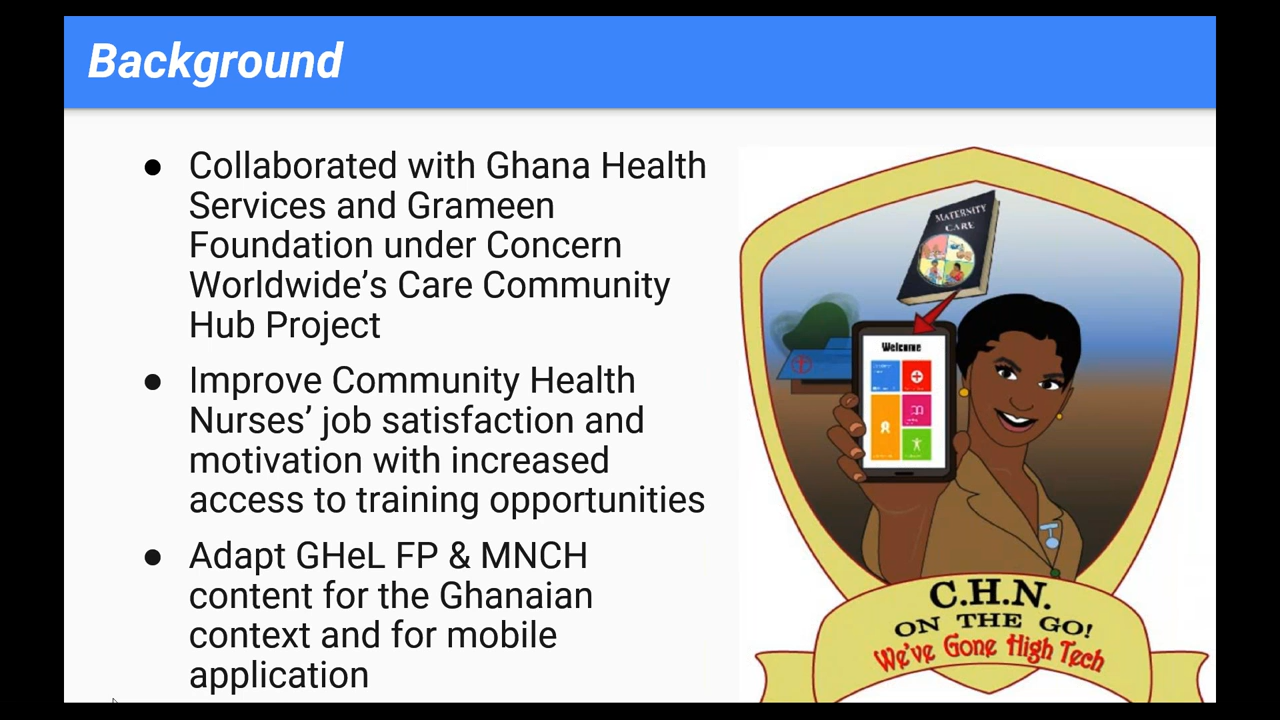 Background
● Collaborated with Ghana Health
Services and Grameen
Foundation under Concern
Worldwide’s Care Community
Hub Project
● Improve Community Health
Nurses’ job satisfaction and
motivation with increased
access to training opportunities
● Adapt GHeL FP & MNCH
content for the Ghanaian
context and for mobile
application
MATERNITY
CARE
Welcome
C.H.N.
ON THE GO!
We've Gone High Tech